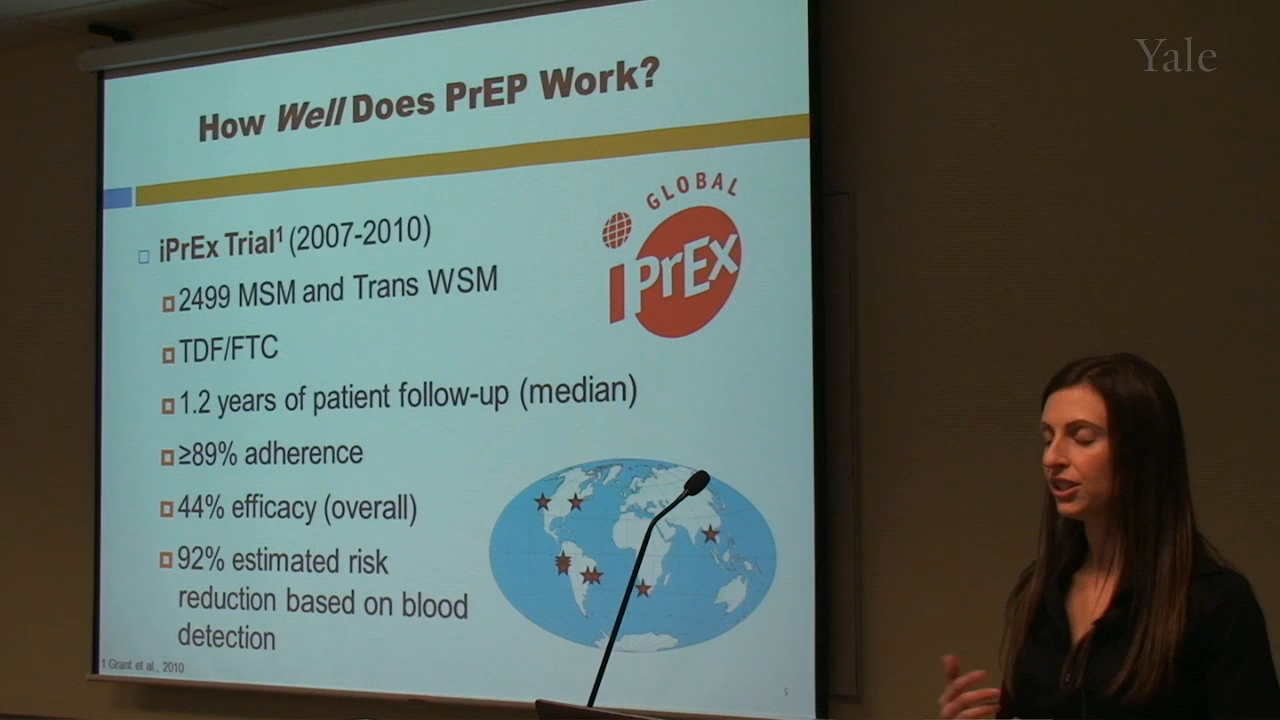 Yale
How Well Does PrEP Work?
GLOBAL
iPrEx
iPrEx Trial¹ (2007-2010)
2499 MSM and Trans WSM
TDF/FTC
1.2 years of patient follow-up (median)
≥89% adherence
44% efficacy (overall)
92% estimated risk
reduction based on blood
detection
1 Grant et al., 2010